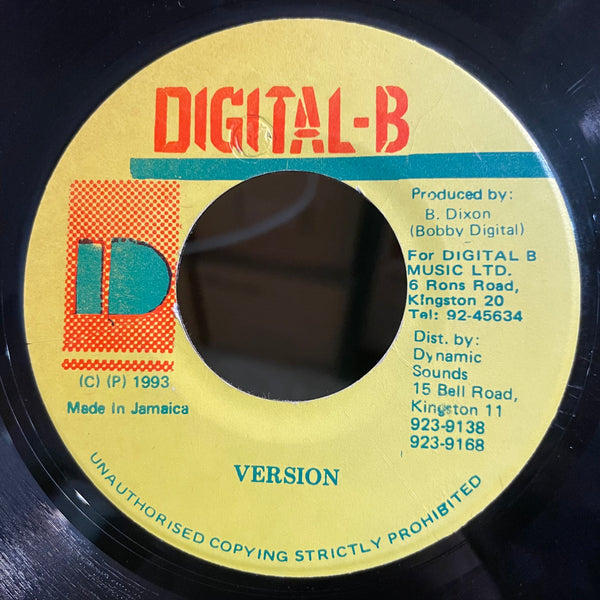 DIGITAL-B
Produced by:
B. Dixon
(Bobby Digital)
For DIGITAL B
MUSIC LTD.
6 Rons Road,
Kingston 20
Tel: 92-45634
Dist. by:
Dynamic
Sounds
15 Bell Road,
Kingston 11
923-9138
923-9168
D
(C) (P) 1993
Made In Jamaica
VERSION
UNAUTHORISED COPYING STRICTLY PROHIBITED